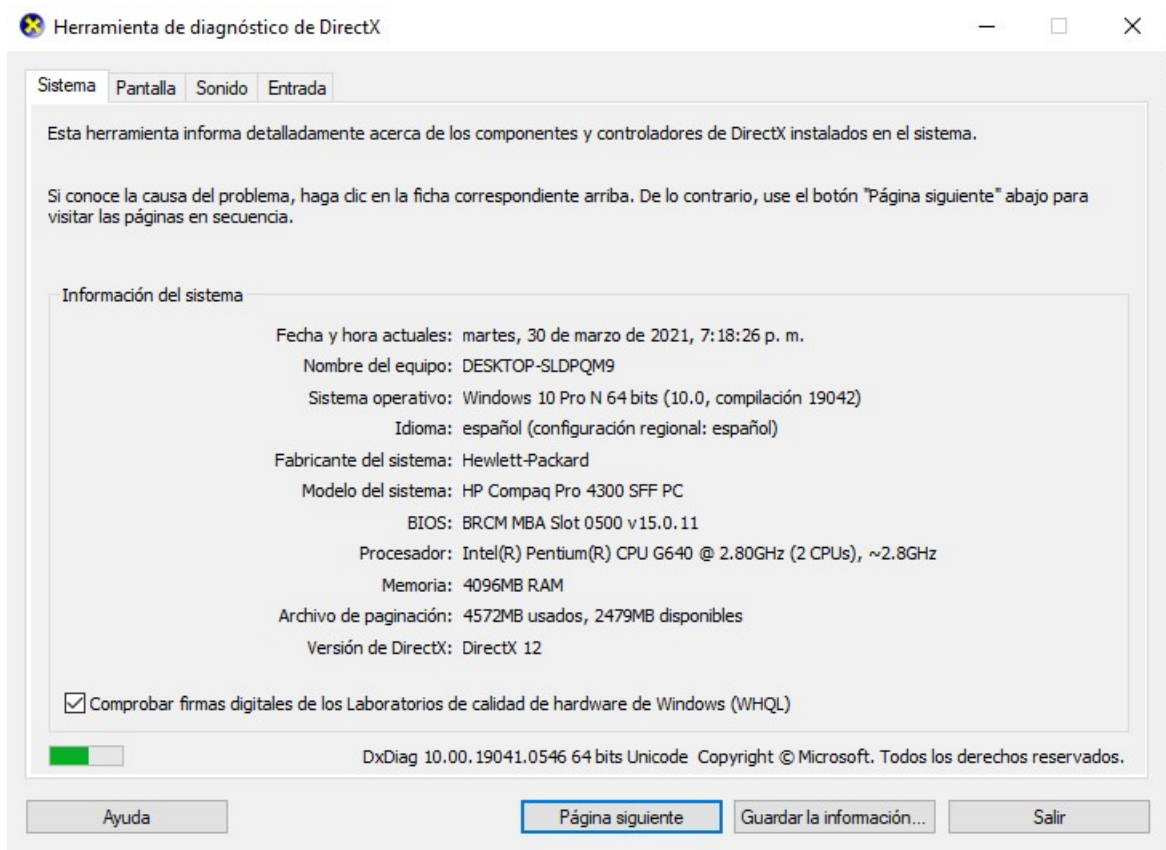 Herramienta de diagnóstico de DirectX
Sistema Pantalla Sonido Entrada
Esta herramienta informa detalladamente acerca de los componentes y controladores de DirectX instalados en el sistema.
Si conoce la causa del problema, haga clic en la ficha correspondiente arriba. De lo contrario, use el botón "Página siguiente" abajo para
visitar las páginas en secuencia.
Información del sistema
Fecha y hora actuales: martes, 30 de marzo de 2021, 7:18:26 p. m.
Nombre del equipo: DESKTOP-SLDPQM9
Sistema operativo: Windows 10 Pro N 64 bits (10.0, compilación 19042)
Idioma: español (configuración regional: español)
Fabricante del sistema: Hewlett-Packard
Modelo del sistema: HP Compaq Pro 4300 SFF PC
BIOS: BRCM MBA Slot 0500 v15.0.11
Procesador: Intel(R) Pentium(R) CPU G640 @ 2.80GHz (2 CPUs), ~2.8GHz
Memoria: 4096MB RAM
Archivo de paginación: 4572MB usados, 2479MB disponibles
Versión de DirectX: DirectX 12
Comprobar firmas digitales de los Laboratorios de calidad de hardware de Windows (WHQL)
DxDiag 10.00.19041.0546 64 bits Unicode Copyright © Microsoft. Todos los derechos reservados.
Ayuda Página siguiente Guardar la información... Salir